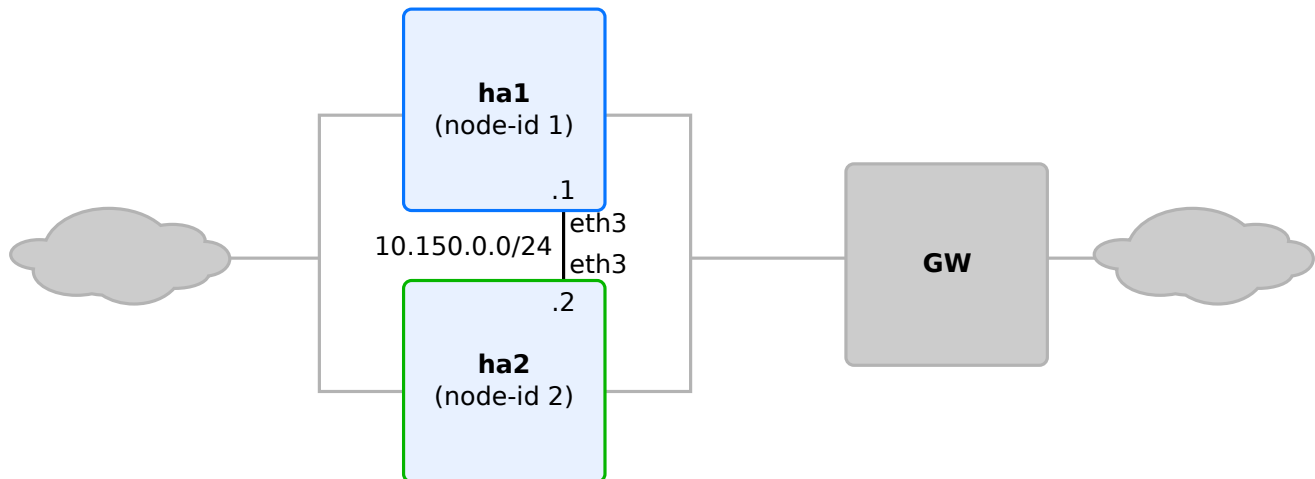 ha1
(node-id 1)
.1
eth3
10.150.0.0/24
eth3
.2
ha2
(node-id 2)
GW